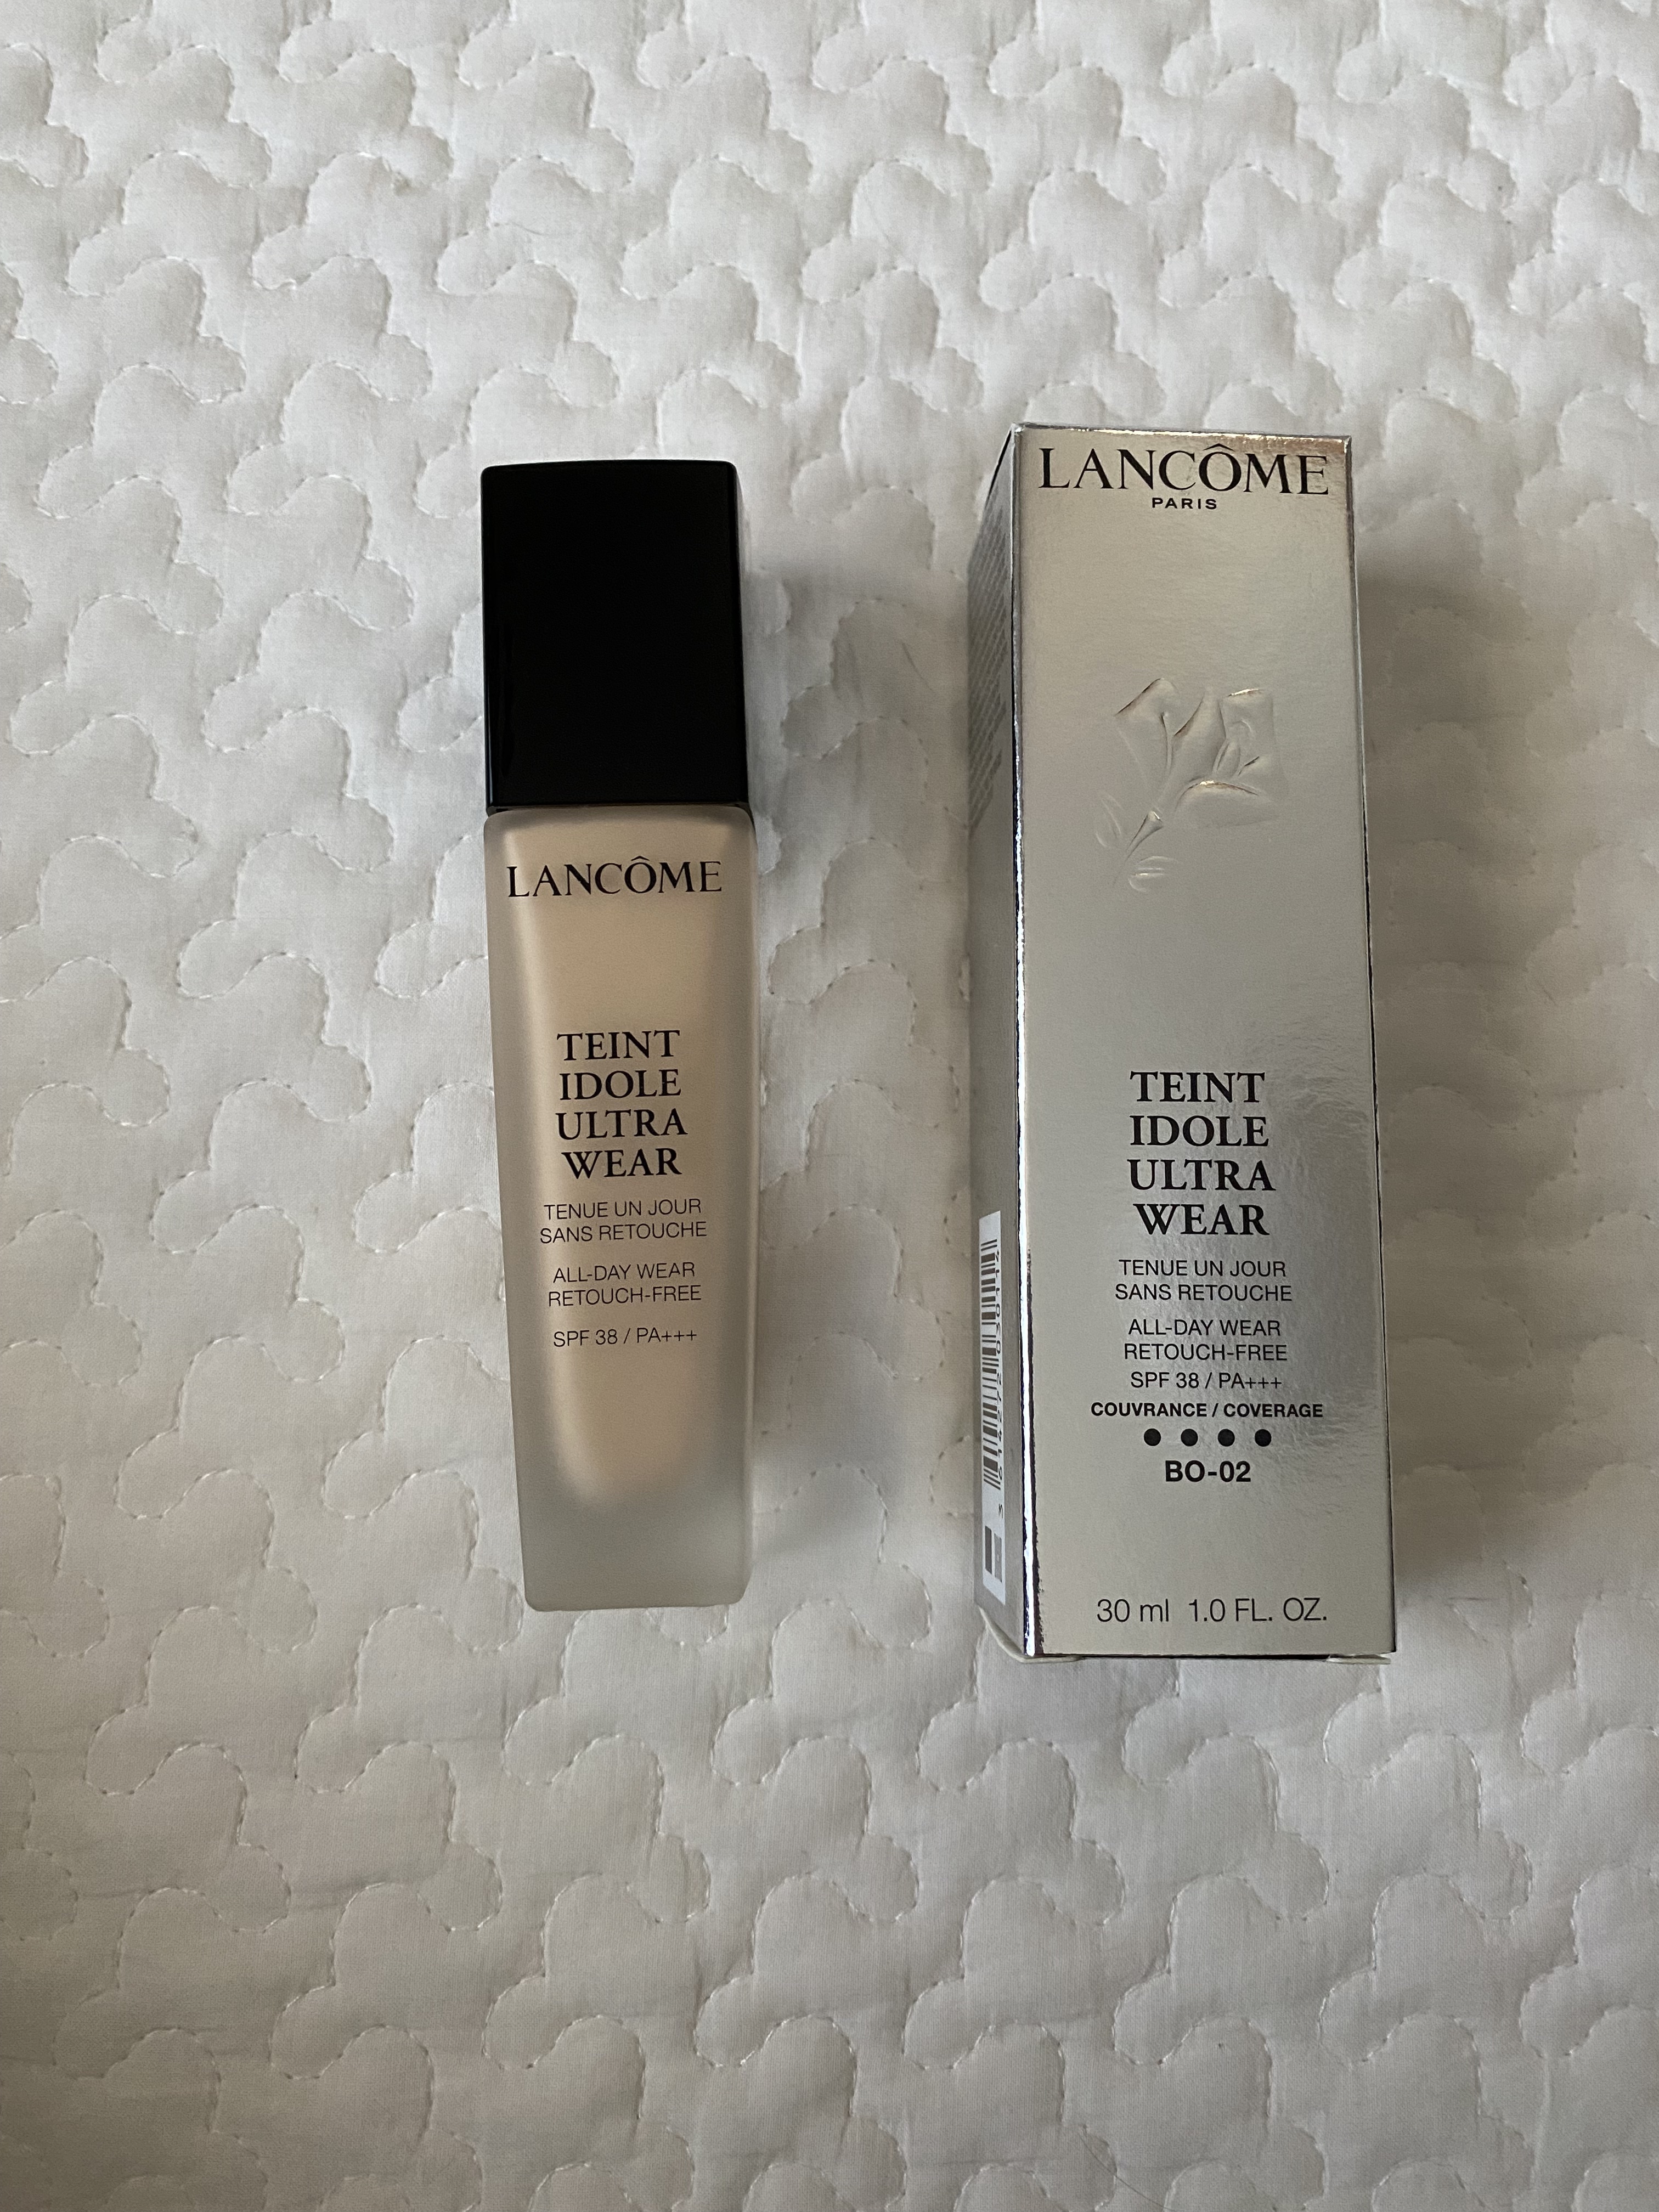 LANCÔME
TEINT
IDOLE
ULTRA
WEAR
TENUE UN JOUR
SANS RETOUCHE
ALL-DAY WEAR
RETOUCH-FREE
SPF 38 / PA+++
LANCÔME
PARIS
TEINT
IDOLE
ULTRA
WEAR
TENUE UN JOUR
SANS RETOUCHE
ALL-DAY WEAR
RETOUCH-FREE
SPF 38 / PA+++
COUVRANCE / COVERAGE
BO-02
30 ml 1.0 FL. OZ.